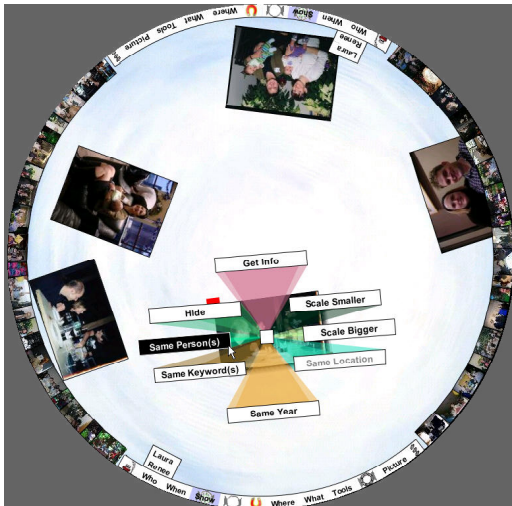 Where What Tools Picture
Show When Who
Laura
Renee
Get Info
Hide
Scale Smaller
Same Person(s)
Scale Bigger
Same Keyword(s)
Same Location
Same Year
Laura
Renee
Who When Show
Where What Tools Picture